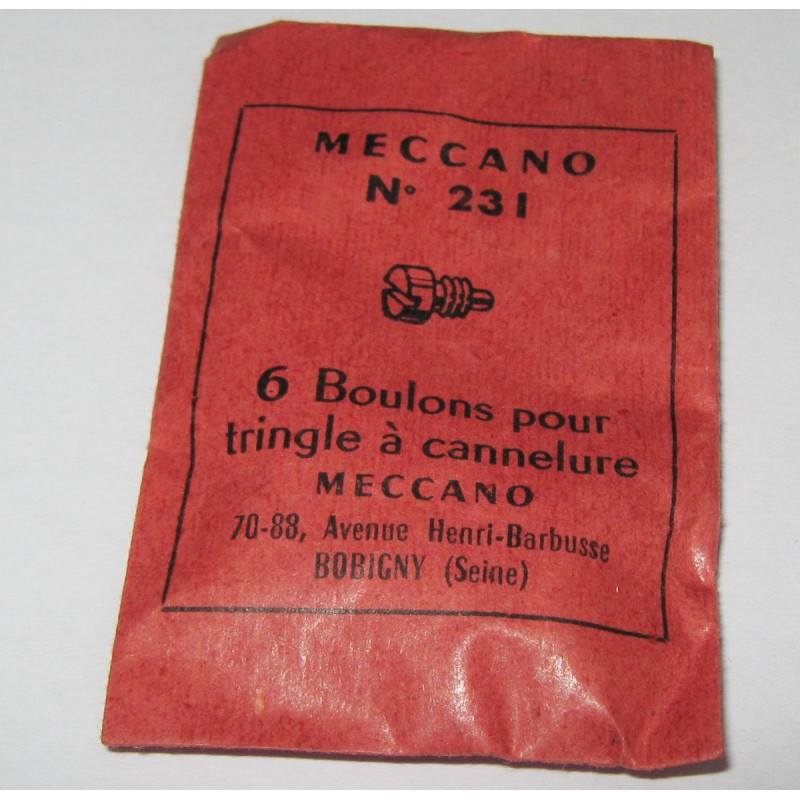 MECCANO
N° 231
6 Boulons pour
tringle à cannelure
MECCANO
70-88, Avenue Henri-Barbusse
BOBIGNY (Seine)